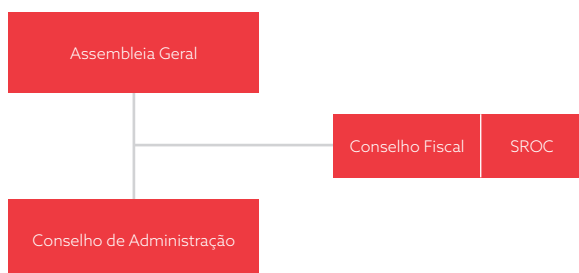 Assembleia Geral
Conselho Fiscal
SROC
Conselho de Administração